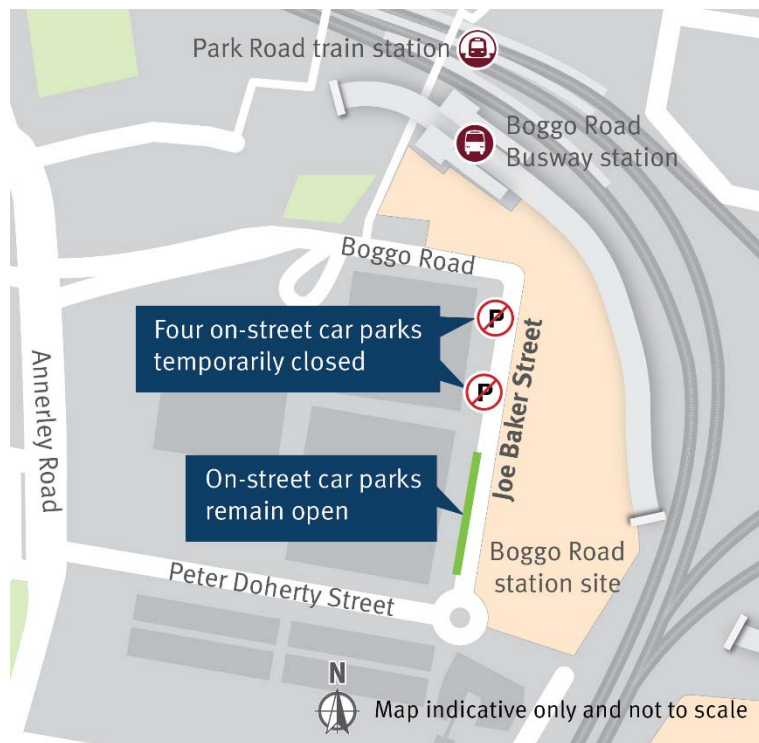 Park Road train station
Boggo Road
Busway station
Boggo Road
Four on-street car parks
temporarily closed
P
P
Joe Baker Street
Annerley Road
On-street car parks
remain open
Boggo Road
station site
Peter Doherty Street
N
Map indicative only and not to scale